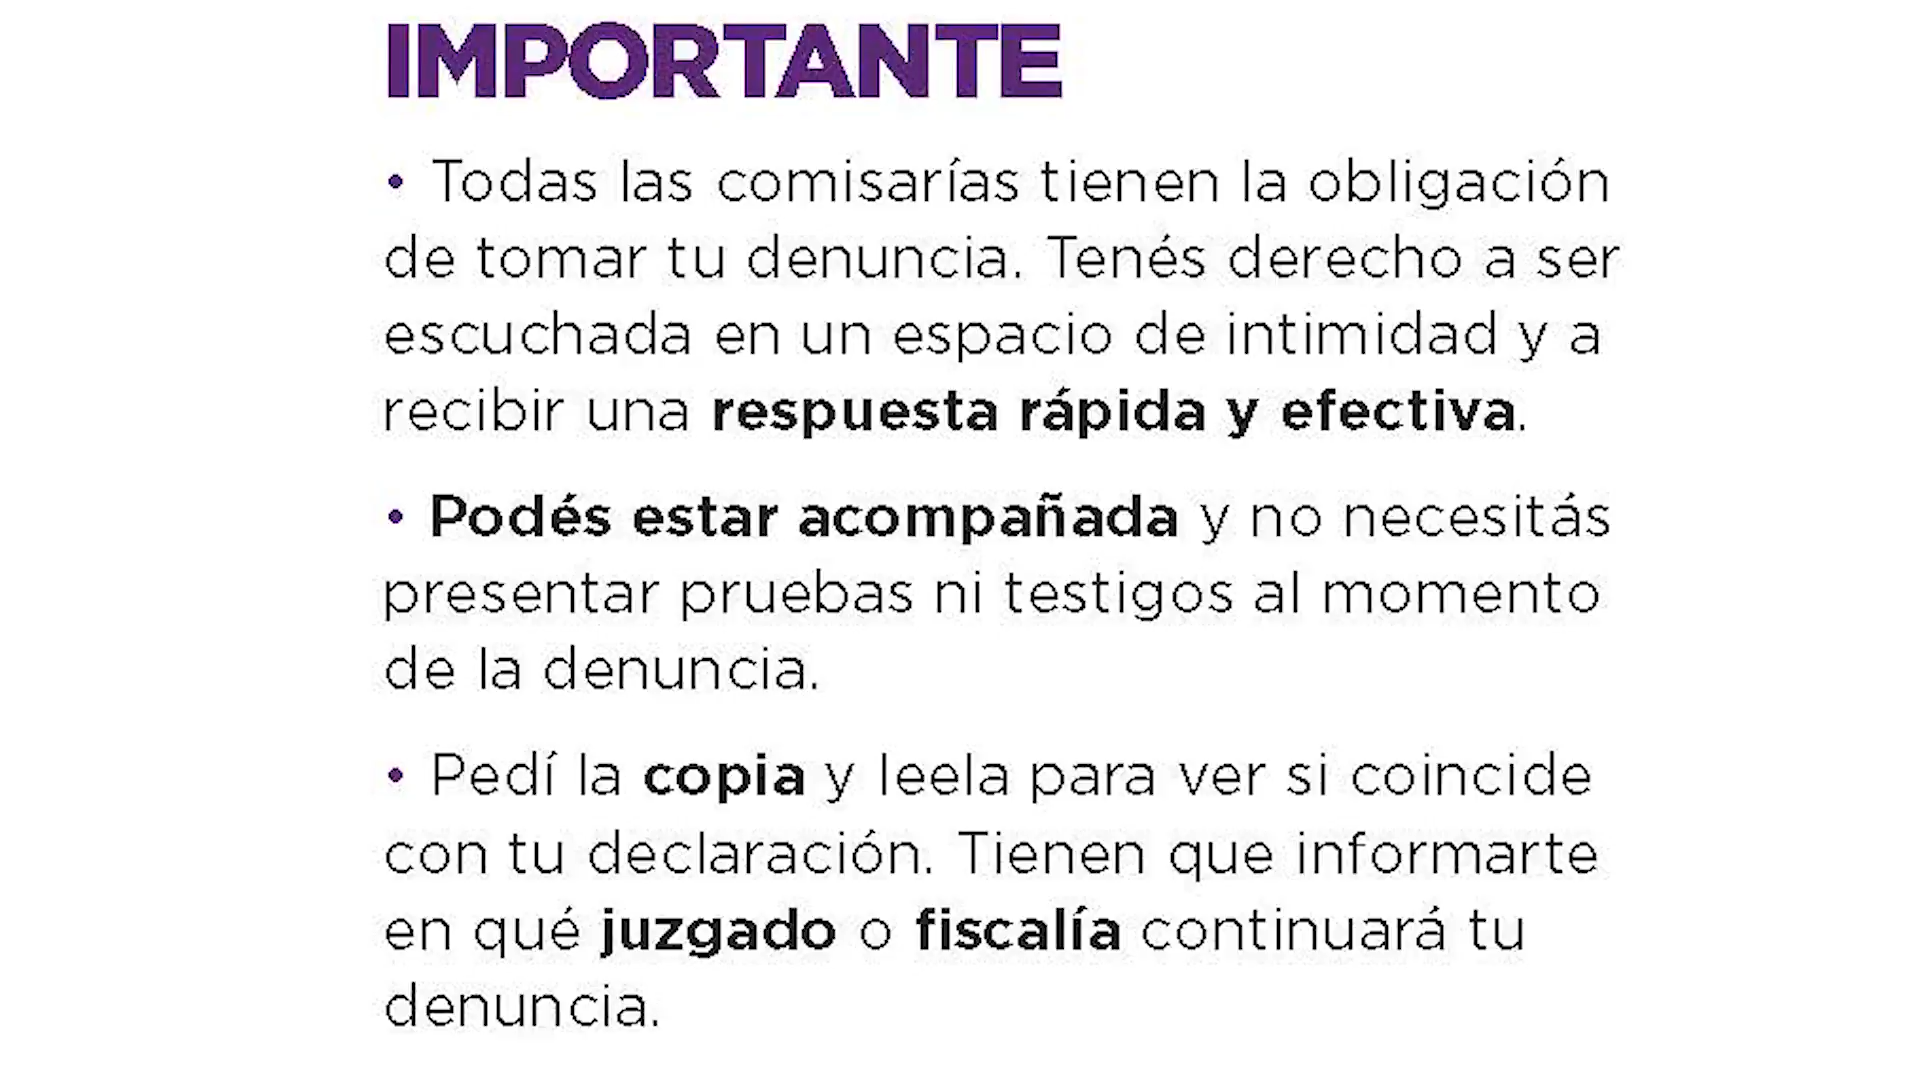 IMPORTANTE
• Todas las comisarías tienen la obligación
de tomar tu denuncia. Tenés derecho a ser
escuchada en un espacio de intimidad y a
recibir una respuesta rápida y efectiva.
• Podés estar acompañada y no necesitás
presentar pruebas ni testigos al momento
de la denuncia.
• Pedí la copia y leela para ver si coincide
con tu declaración. Tienen que informarte
en qué juzgado o fiscalía continuará tu
denuncia.